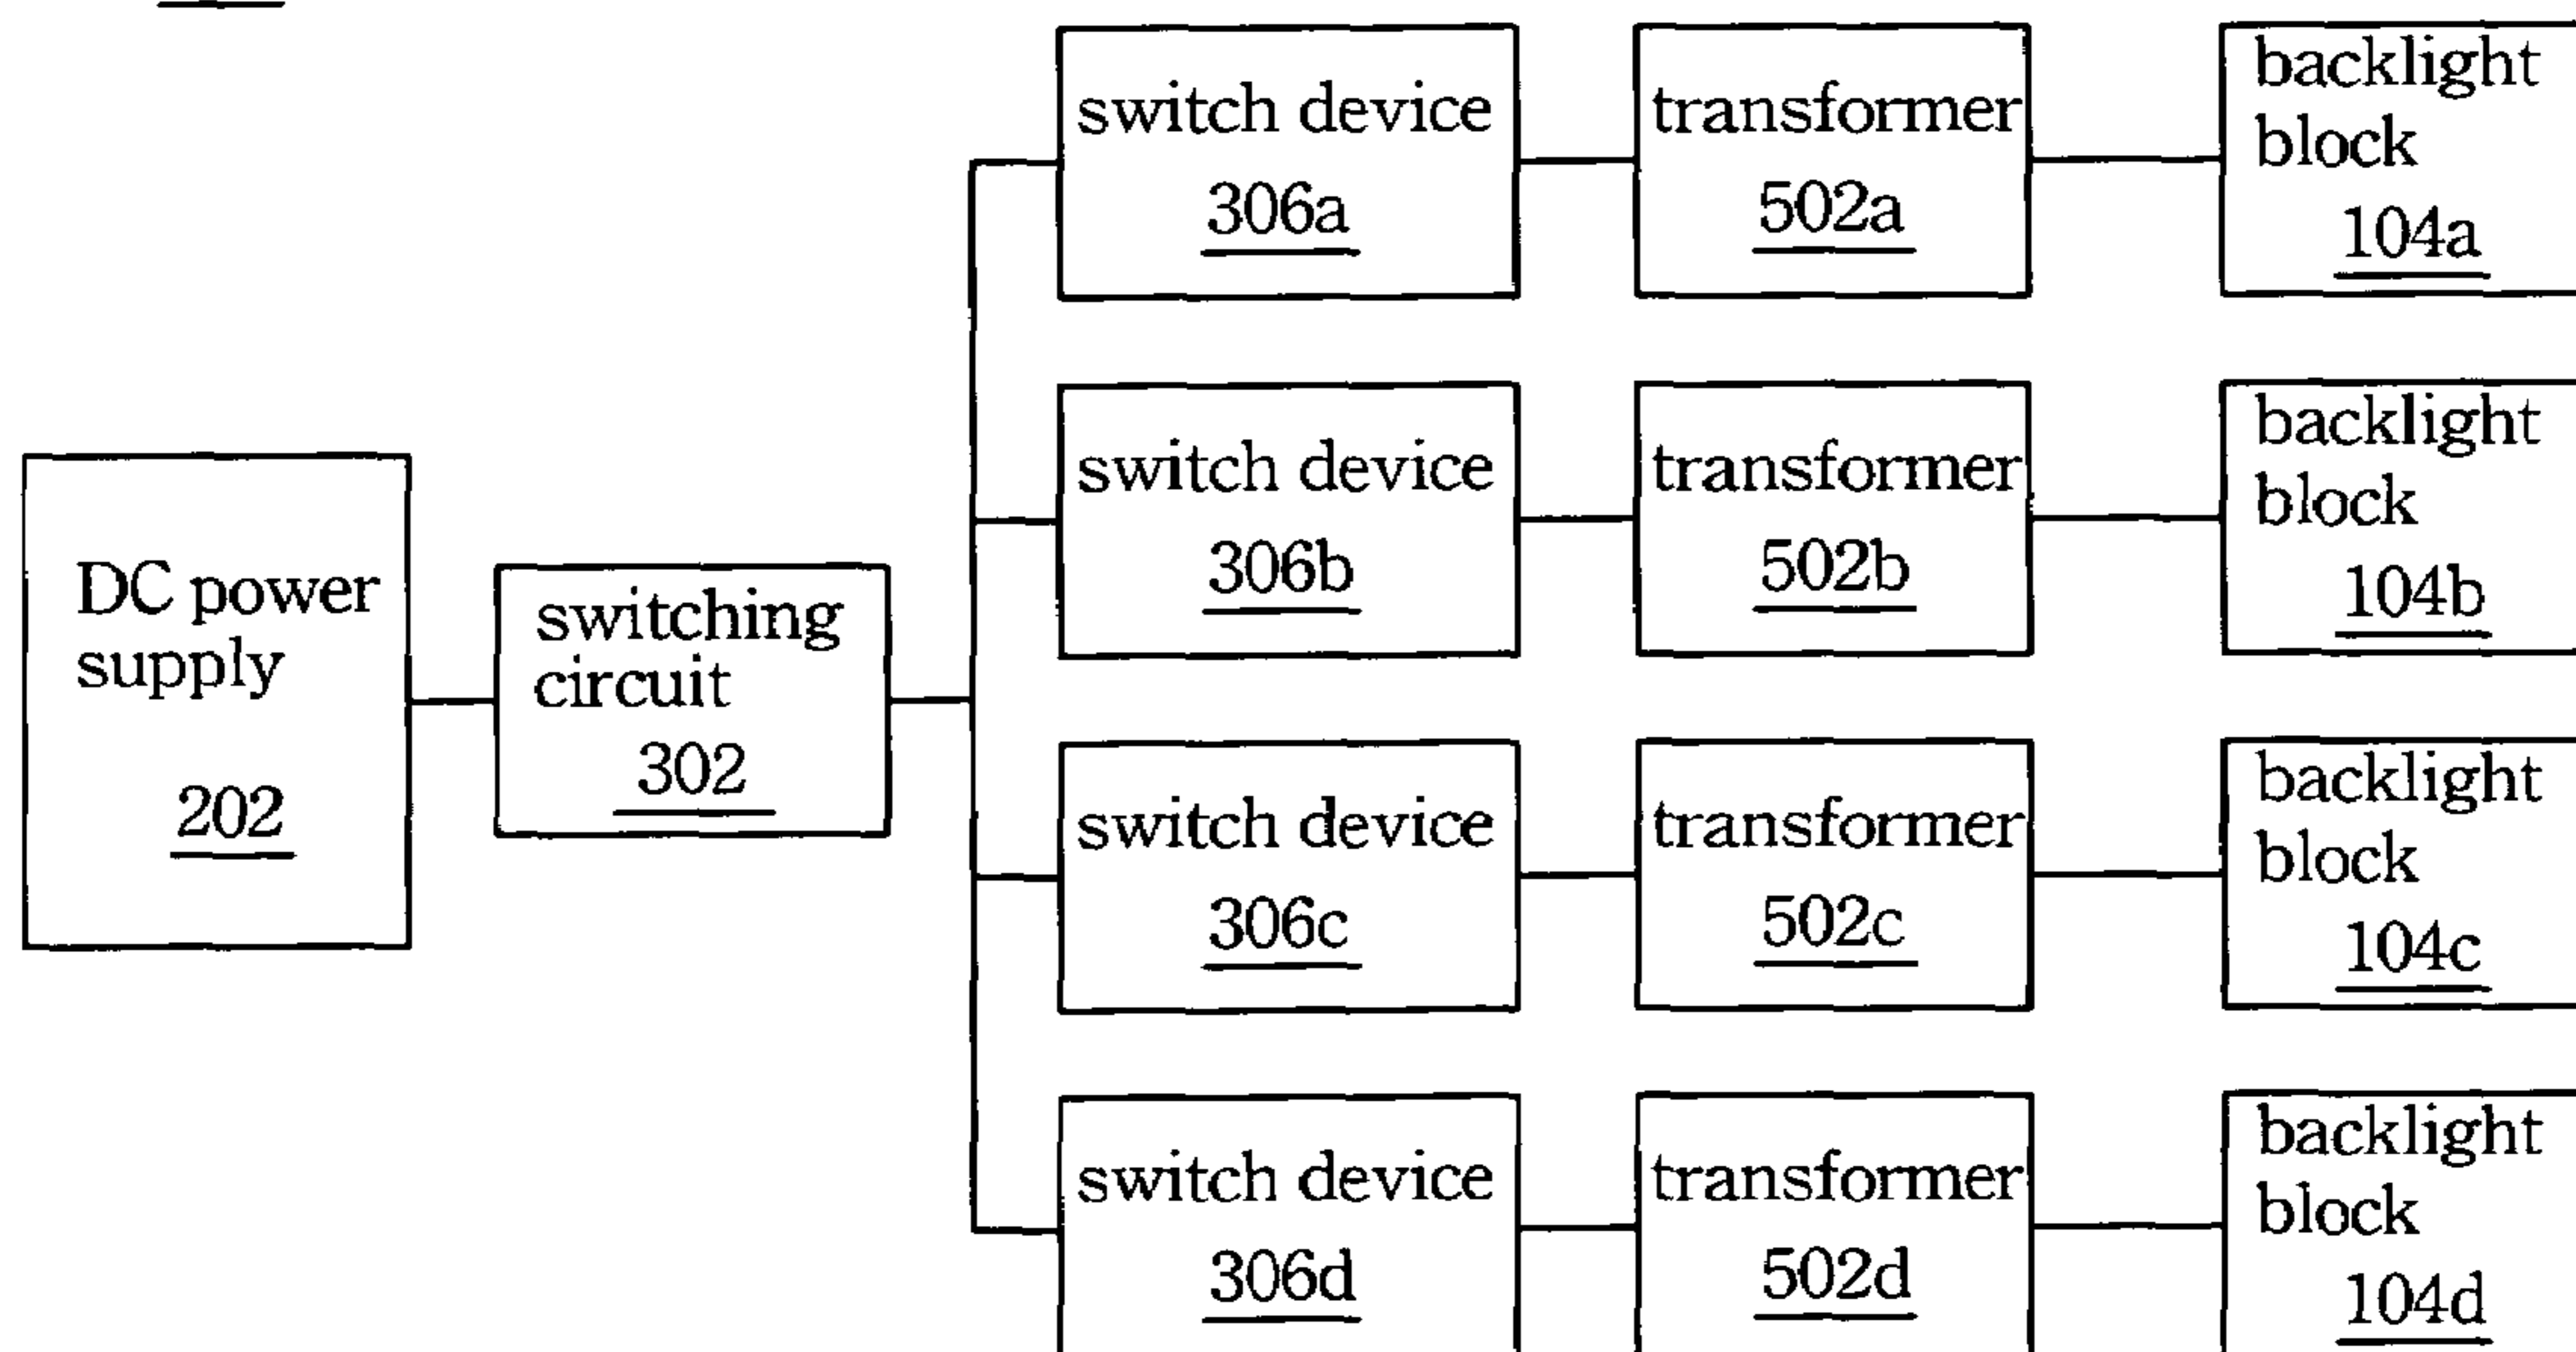 DC power
supply
202
switching
circuit
302
switch device
306a
transformer
502a
backlight
block
104a
switch device
306b
transformer
502b
backlight
block
104b
switch device
306c
transformer
502c
backlight
block
104c
switch device
306d
transformer
502d
backlight
block
104d